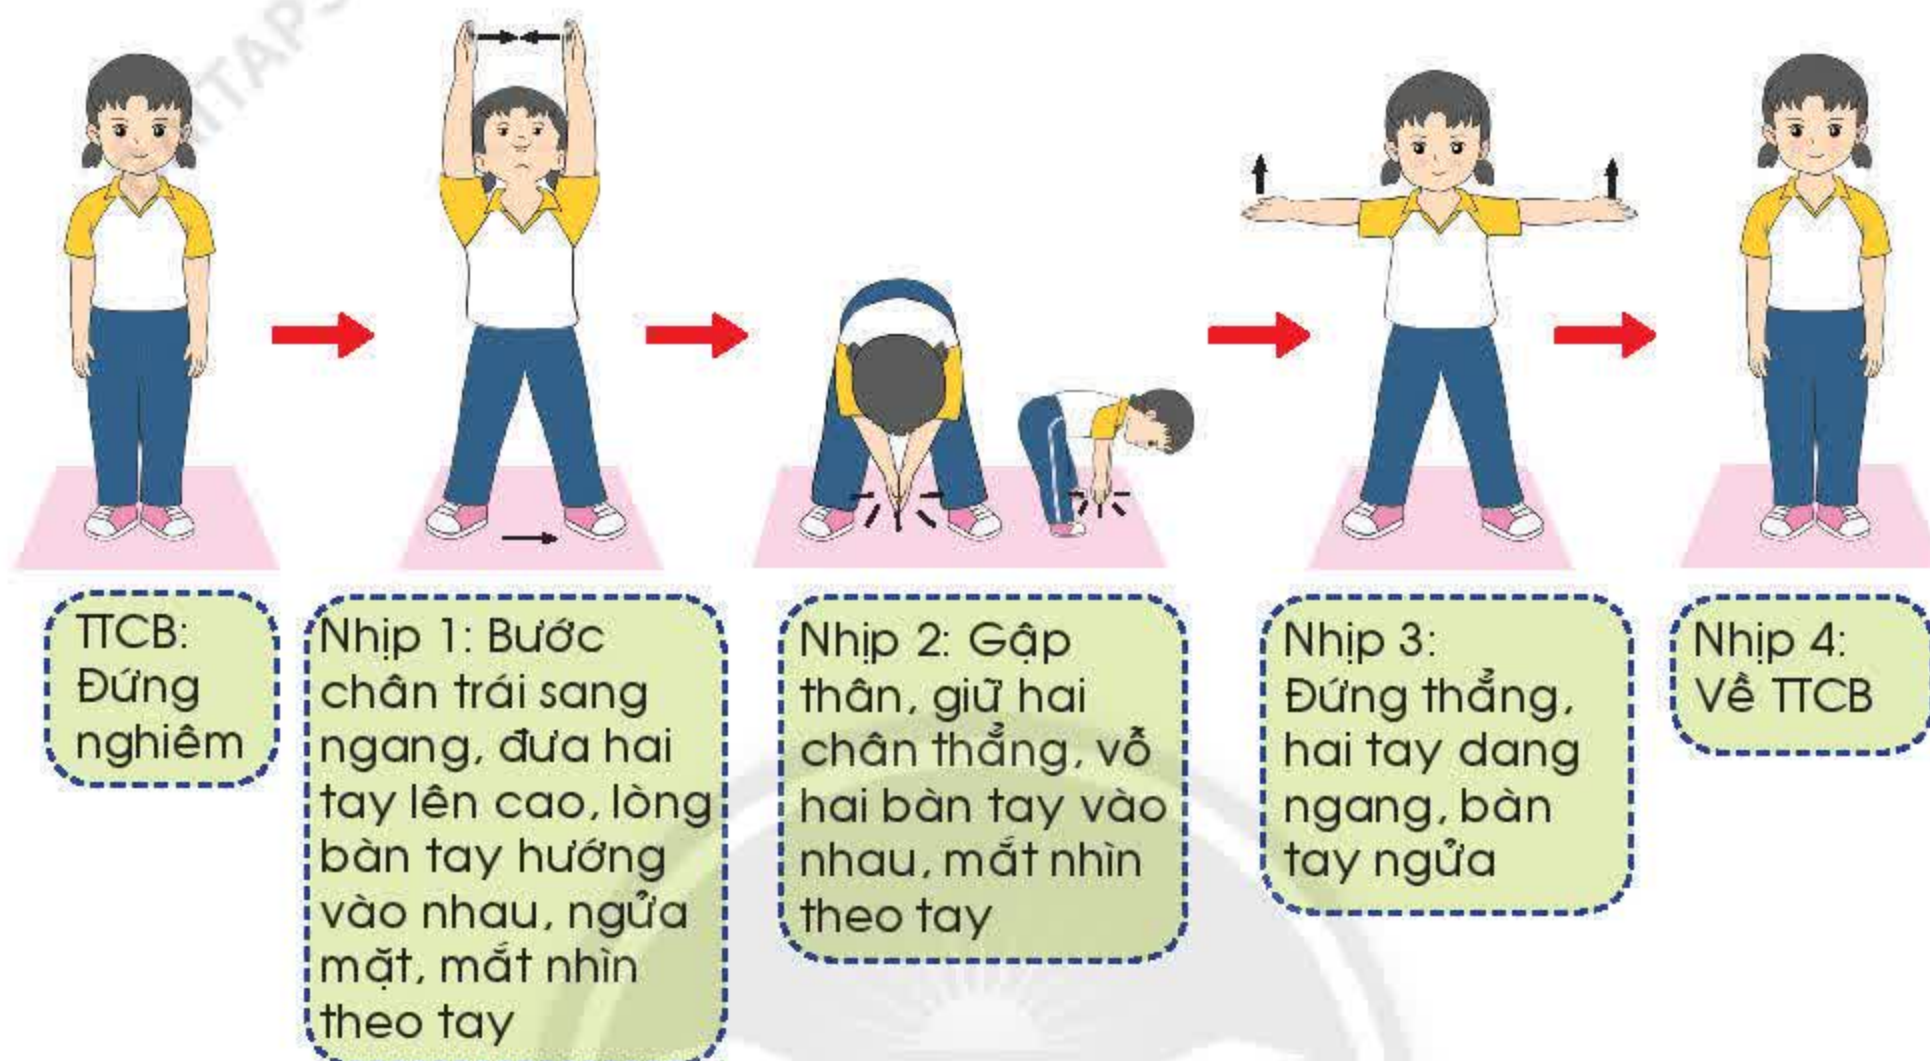 TTCB:
Đứng
nghiêm
Nhịp 1: Bước
chân trái sang
ngang, đưa hai
tay lên cao, lòng
bàn tay hướng
vào nhau, ngửa
mặt, mắt nhìn
theo tay
Nhịp 2: Gập
thân, giữ hai
chân thẳng, vỗ
hai bàn tay vào
nhau, mắt nhìn
theo tay
Nhịp 3:
Đứng thẳng,
hai tay dang
ngang, bàn
tay ngửa
Nhịp 4:
Về TTCB